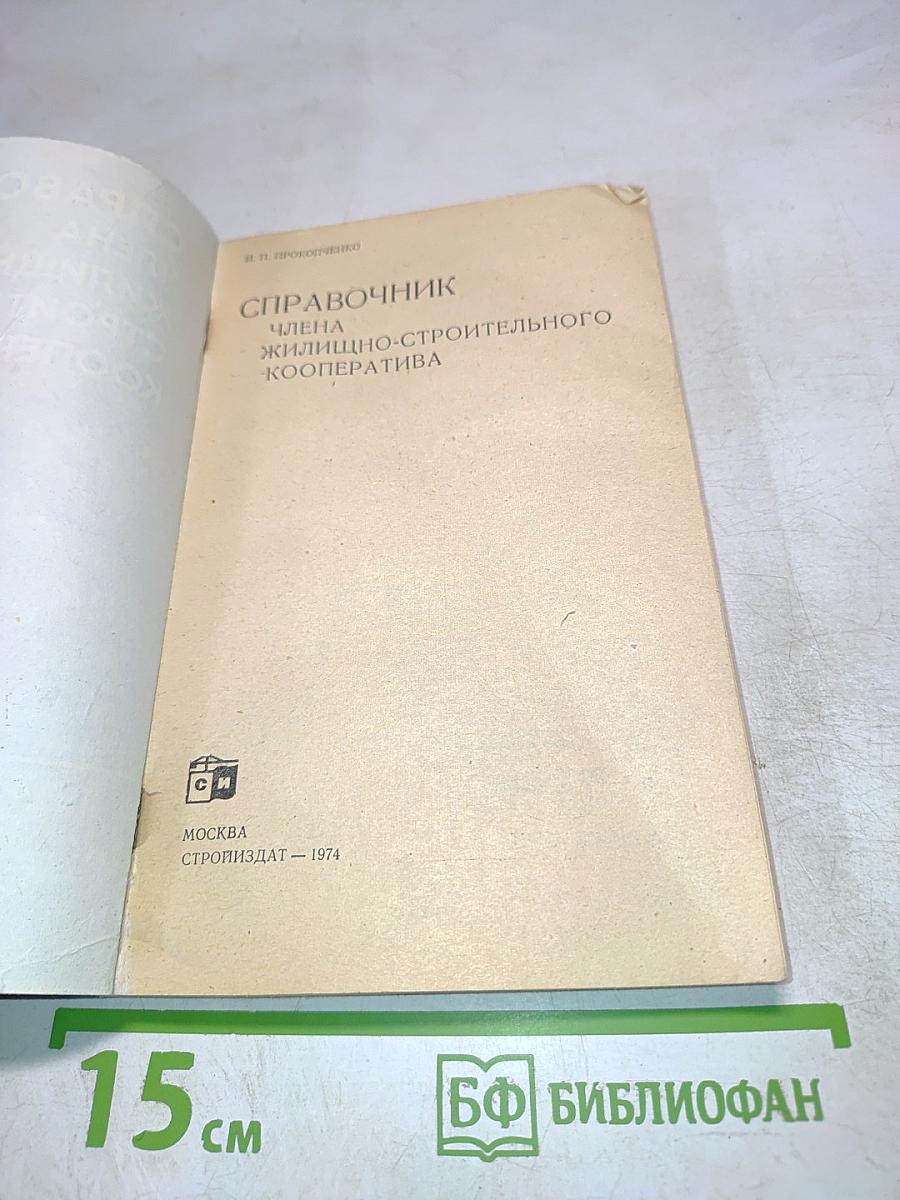 И. П. ПРОКОПЧЕНКО
СПРАВОЧНИК
ЧЛЕНА
ЖИЛИЩНО-СТРОИТЕЛЬНОГО
КООПЕРАТИВА
СИ
МОСКВА
СТРОЙИЗДАТ — 1974
15 см
БФ БИБЛИОФАН